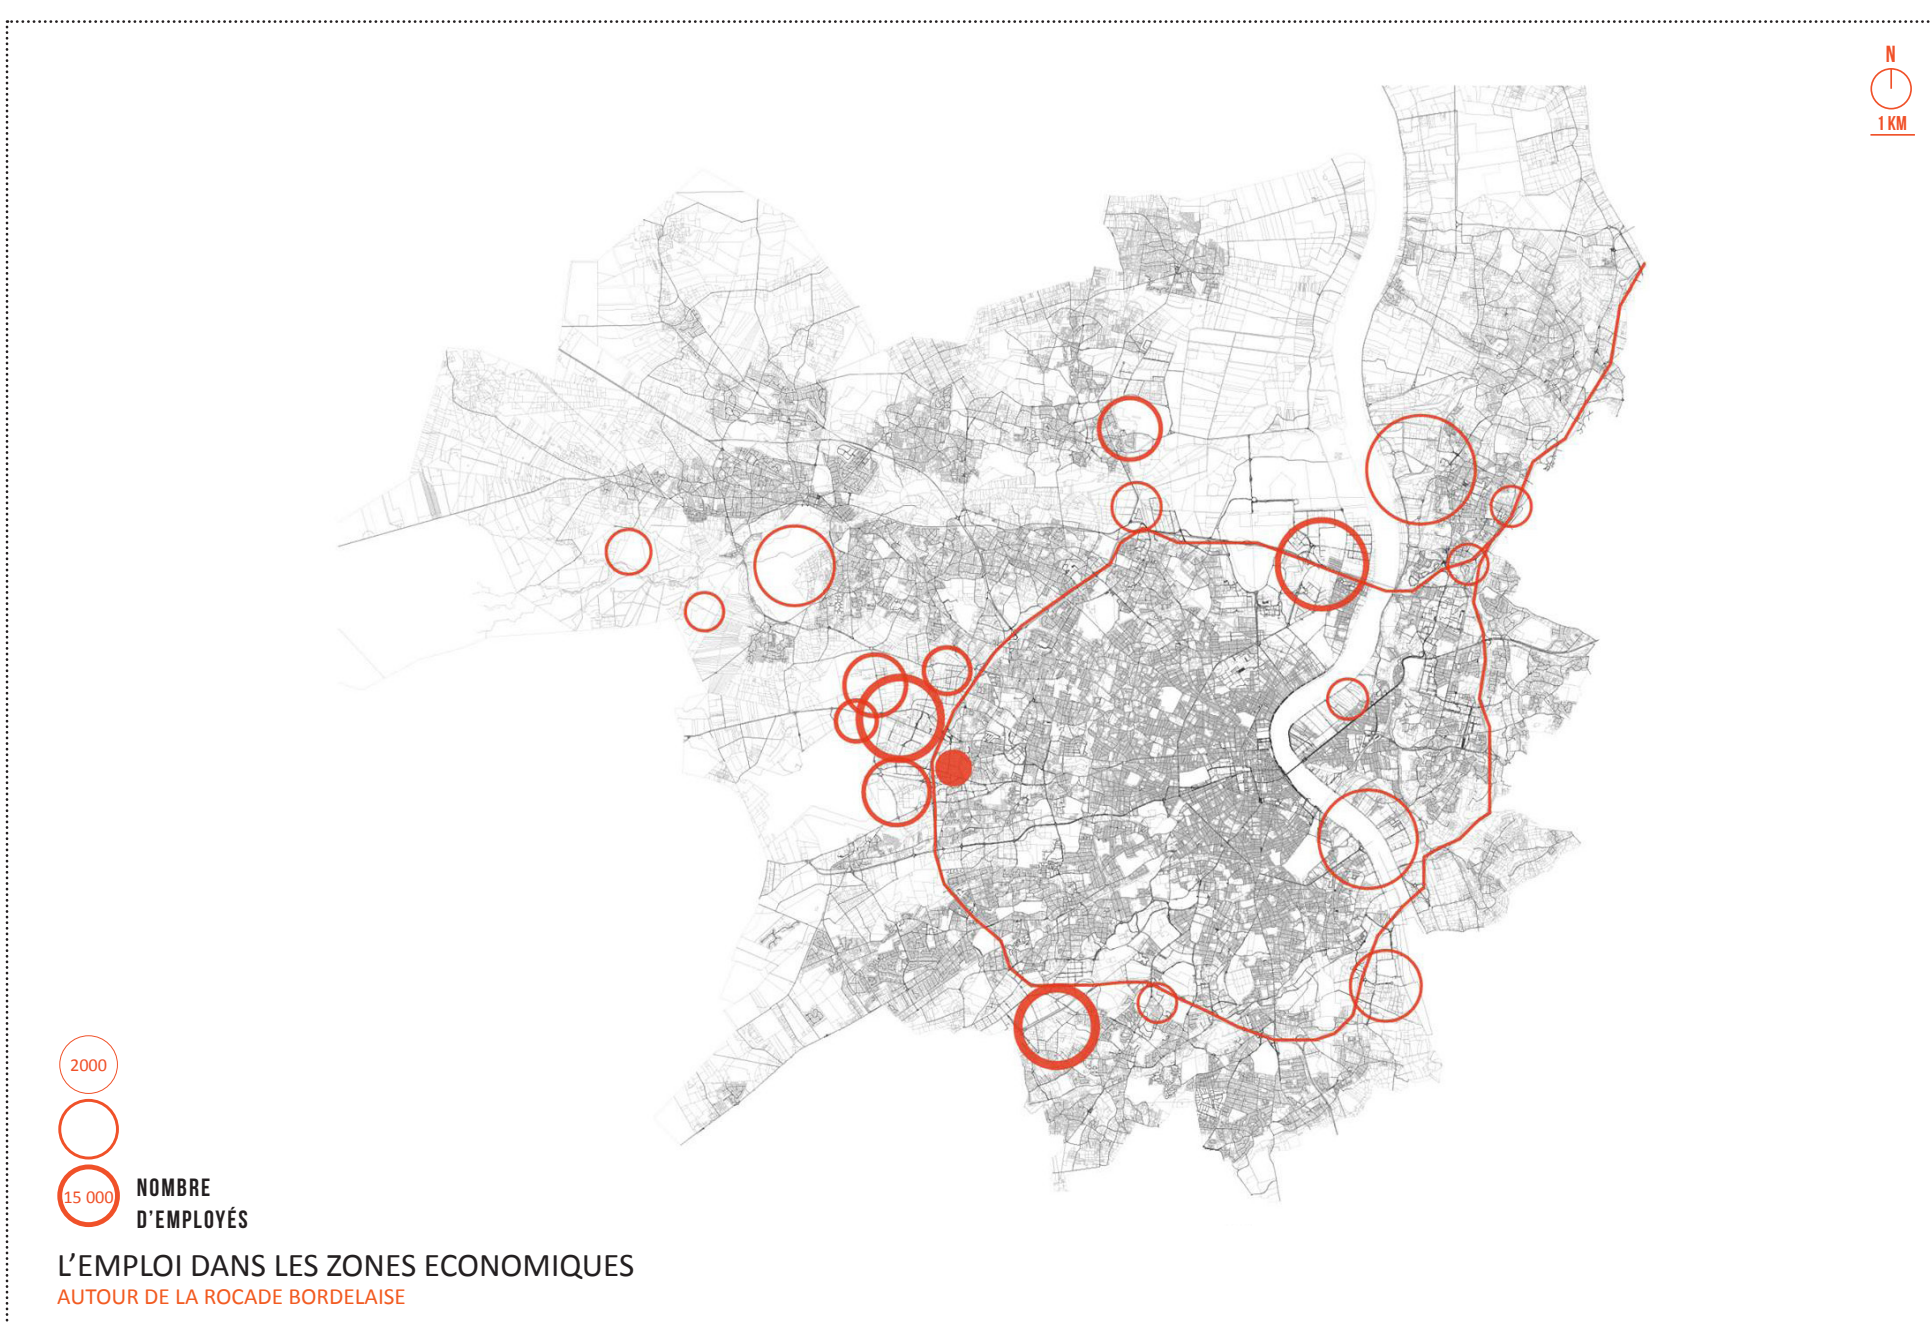 N
1 KM
2000
15 000
NOMBRE
D'EMPLOYÉS
L'EMPLOI DANS LES ZONES ECONOMIQUES
AUTOUR DE LA ROCADE BORDELAISE